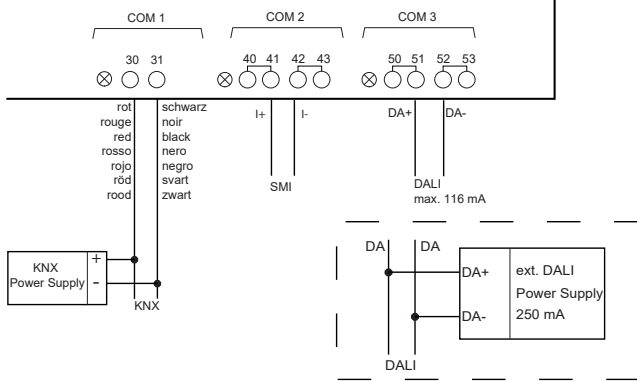 COM 1
COM 2
COM 3
30 31
40 41 42 43
50 51 52 53
rot
rouge
red
rosso
rojo
röd
rood
schwarz
noir
black
nero
negro
svart
zwart
I+
I-
SMI
DA+
DA-
DALI
max. 116 mA
KNX
Power Supply
+
-
KNX
DA
DA
DA+
DA-
ext. DALI
Power Supply
250 mA
DALI